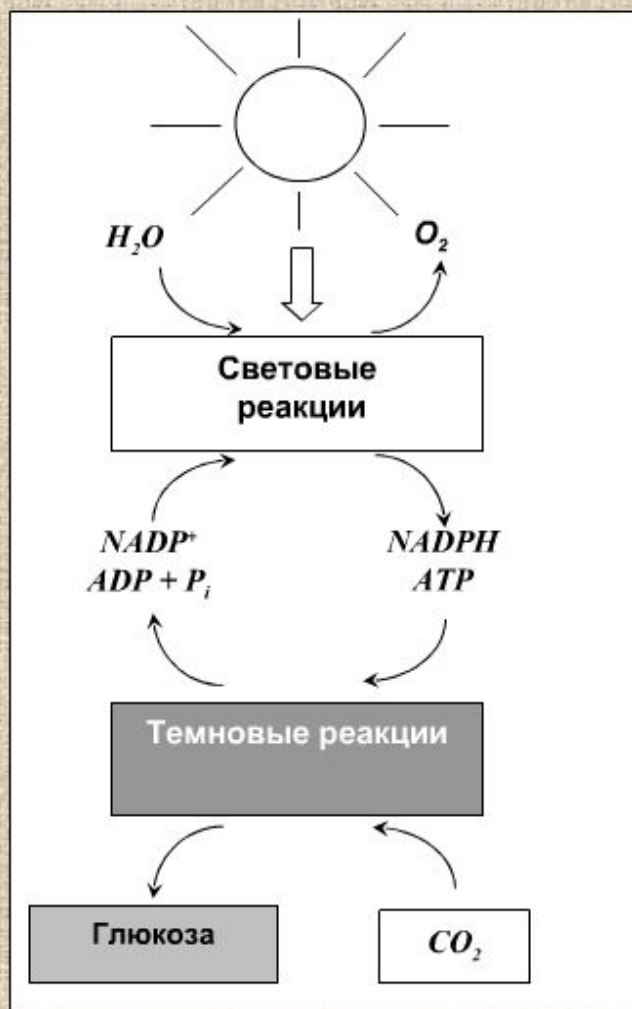 H₂O
O₂
Световые
реакции
NADP⁺
ADP + Pᵢ
NADPH
ATP
Темновые реакции
Глюкоза
CO₂